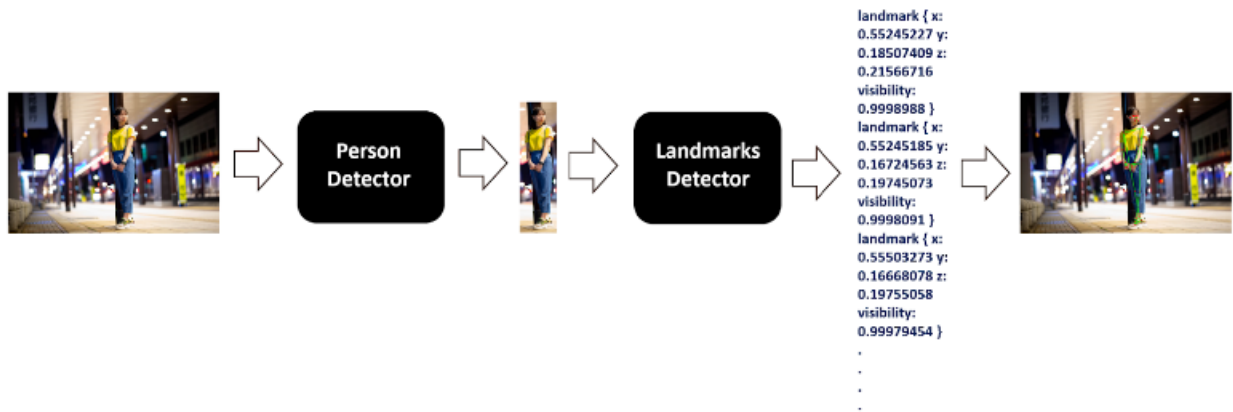 Person
Detector
Landmarks
Detector
landmark { x:
0.55245227 y:
0.18507409 z:
0.21566716
visibility:
0.9998988 }
landmark { x:
0.55245185 y:
0.16724563 z:
0.19745073
visibility:
0.9998091 }
landmark { x:
0.55503273 y:
0.16668078 z:
0.19755058
visibility:
0.99979454 }
.
.
.
.